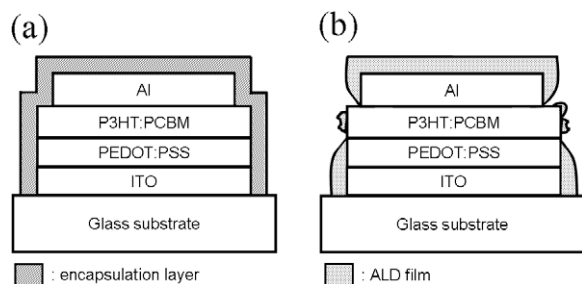 (a)
Al
P3HT:PCBM
PEDOT:PSS
ITO
Glass substrate
: encapsulation layer
(b)
Al
P3HT:PCBM
PEDOT:PSS
ITO
Glass substrate
: ALD film